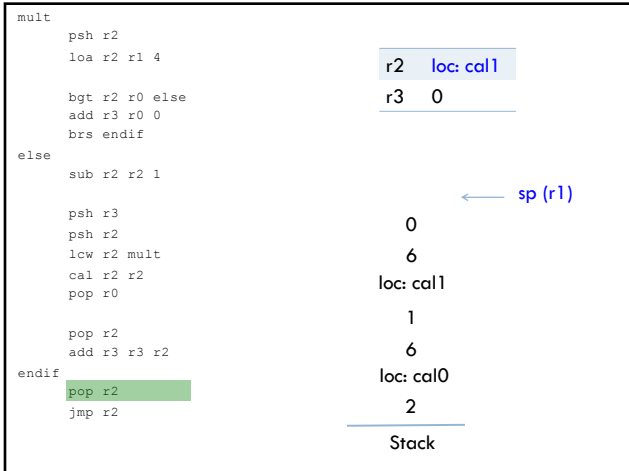 mult
psh r2
loa r2 r1 4
bgt r2 r0 else
add r3 r0 0
brs endif
else
sub r2 r2 1
psh r3
psh r2
lcw r2 mult
cal r2 r2
pop r0
pop r2
add r3 r3 r2
endif
pop r2
jmp r2
r2 loc: cal1
r3 0
sp (r1)
0
6
loc: cal1
1
6
loc: cal0
2
Stack